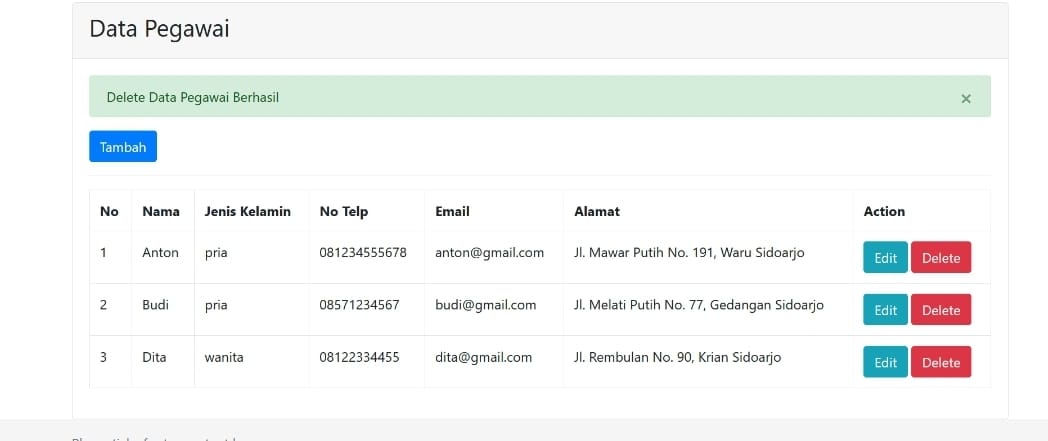 Data Pegawai
Delete Data Pegawai Berhasil ×
Tambah
No Nama Jenis Kelamin No Telp Email Alamat Action
1 Anton pria 081234555678 anton@gmail.com Jl. Mawar Putih No. 191, Waru Sidoarjo Edit Delete
2 Budi pria 08571234567 budi@gmail.com Jl. Melati Putih No. 77, Gedangan Sidoarjo Edit Delete
3 Dita wanita 08122334455 dita@gmail.com Jl. Rembulan No. 90, Krian Sidoarjo Edit Delete